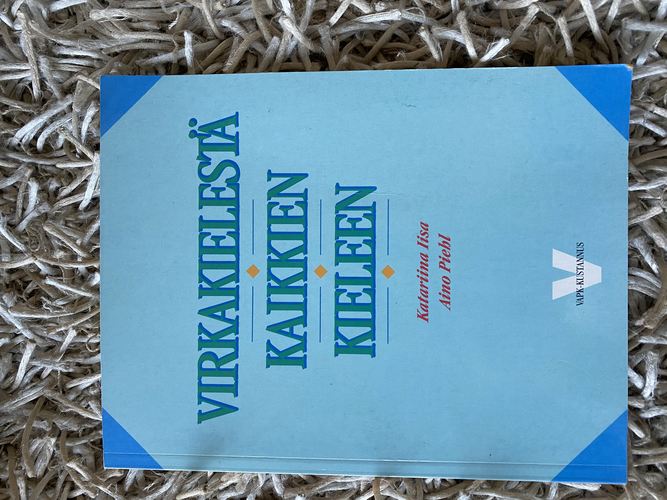 VIRKAKIELESTÄ
KAIKKIEN
KIELEEN
Katariina Iisa
Aino Piehl
V
VAPK-KUSTANNUS